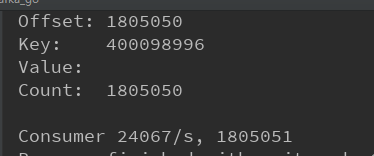 Offset: 1805050
Key:    400098996
Value:
Count:  1805050
Consumer 24067/s, 1805051